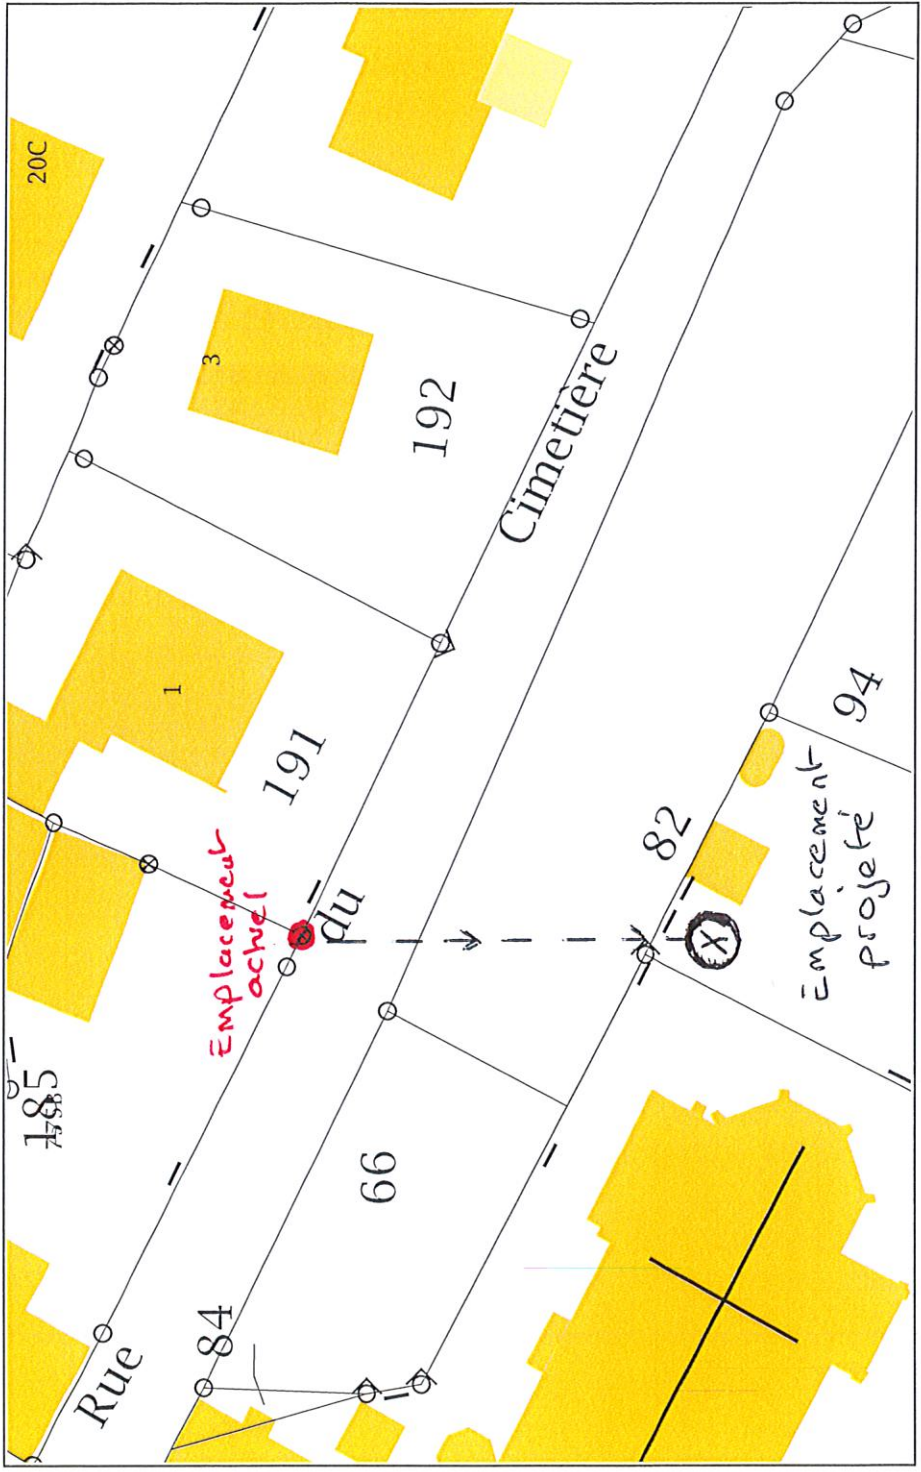 20C
3
192
Cimetière
1
191
Emplacement
actuel
du
82
94
Emplacement
projeté
185
66
84
Rue